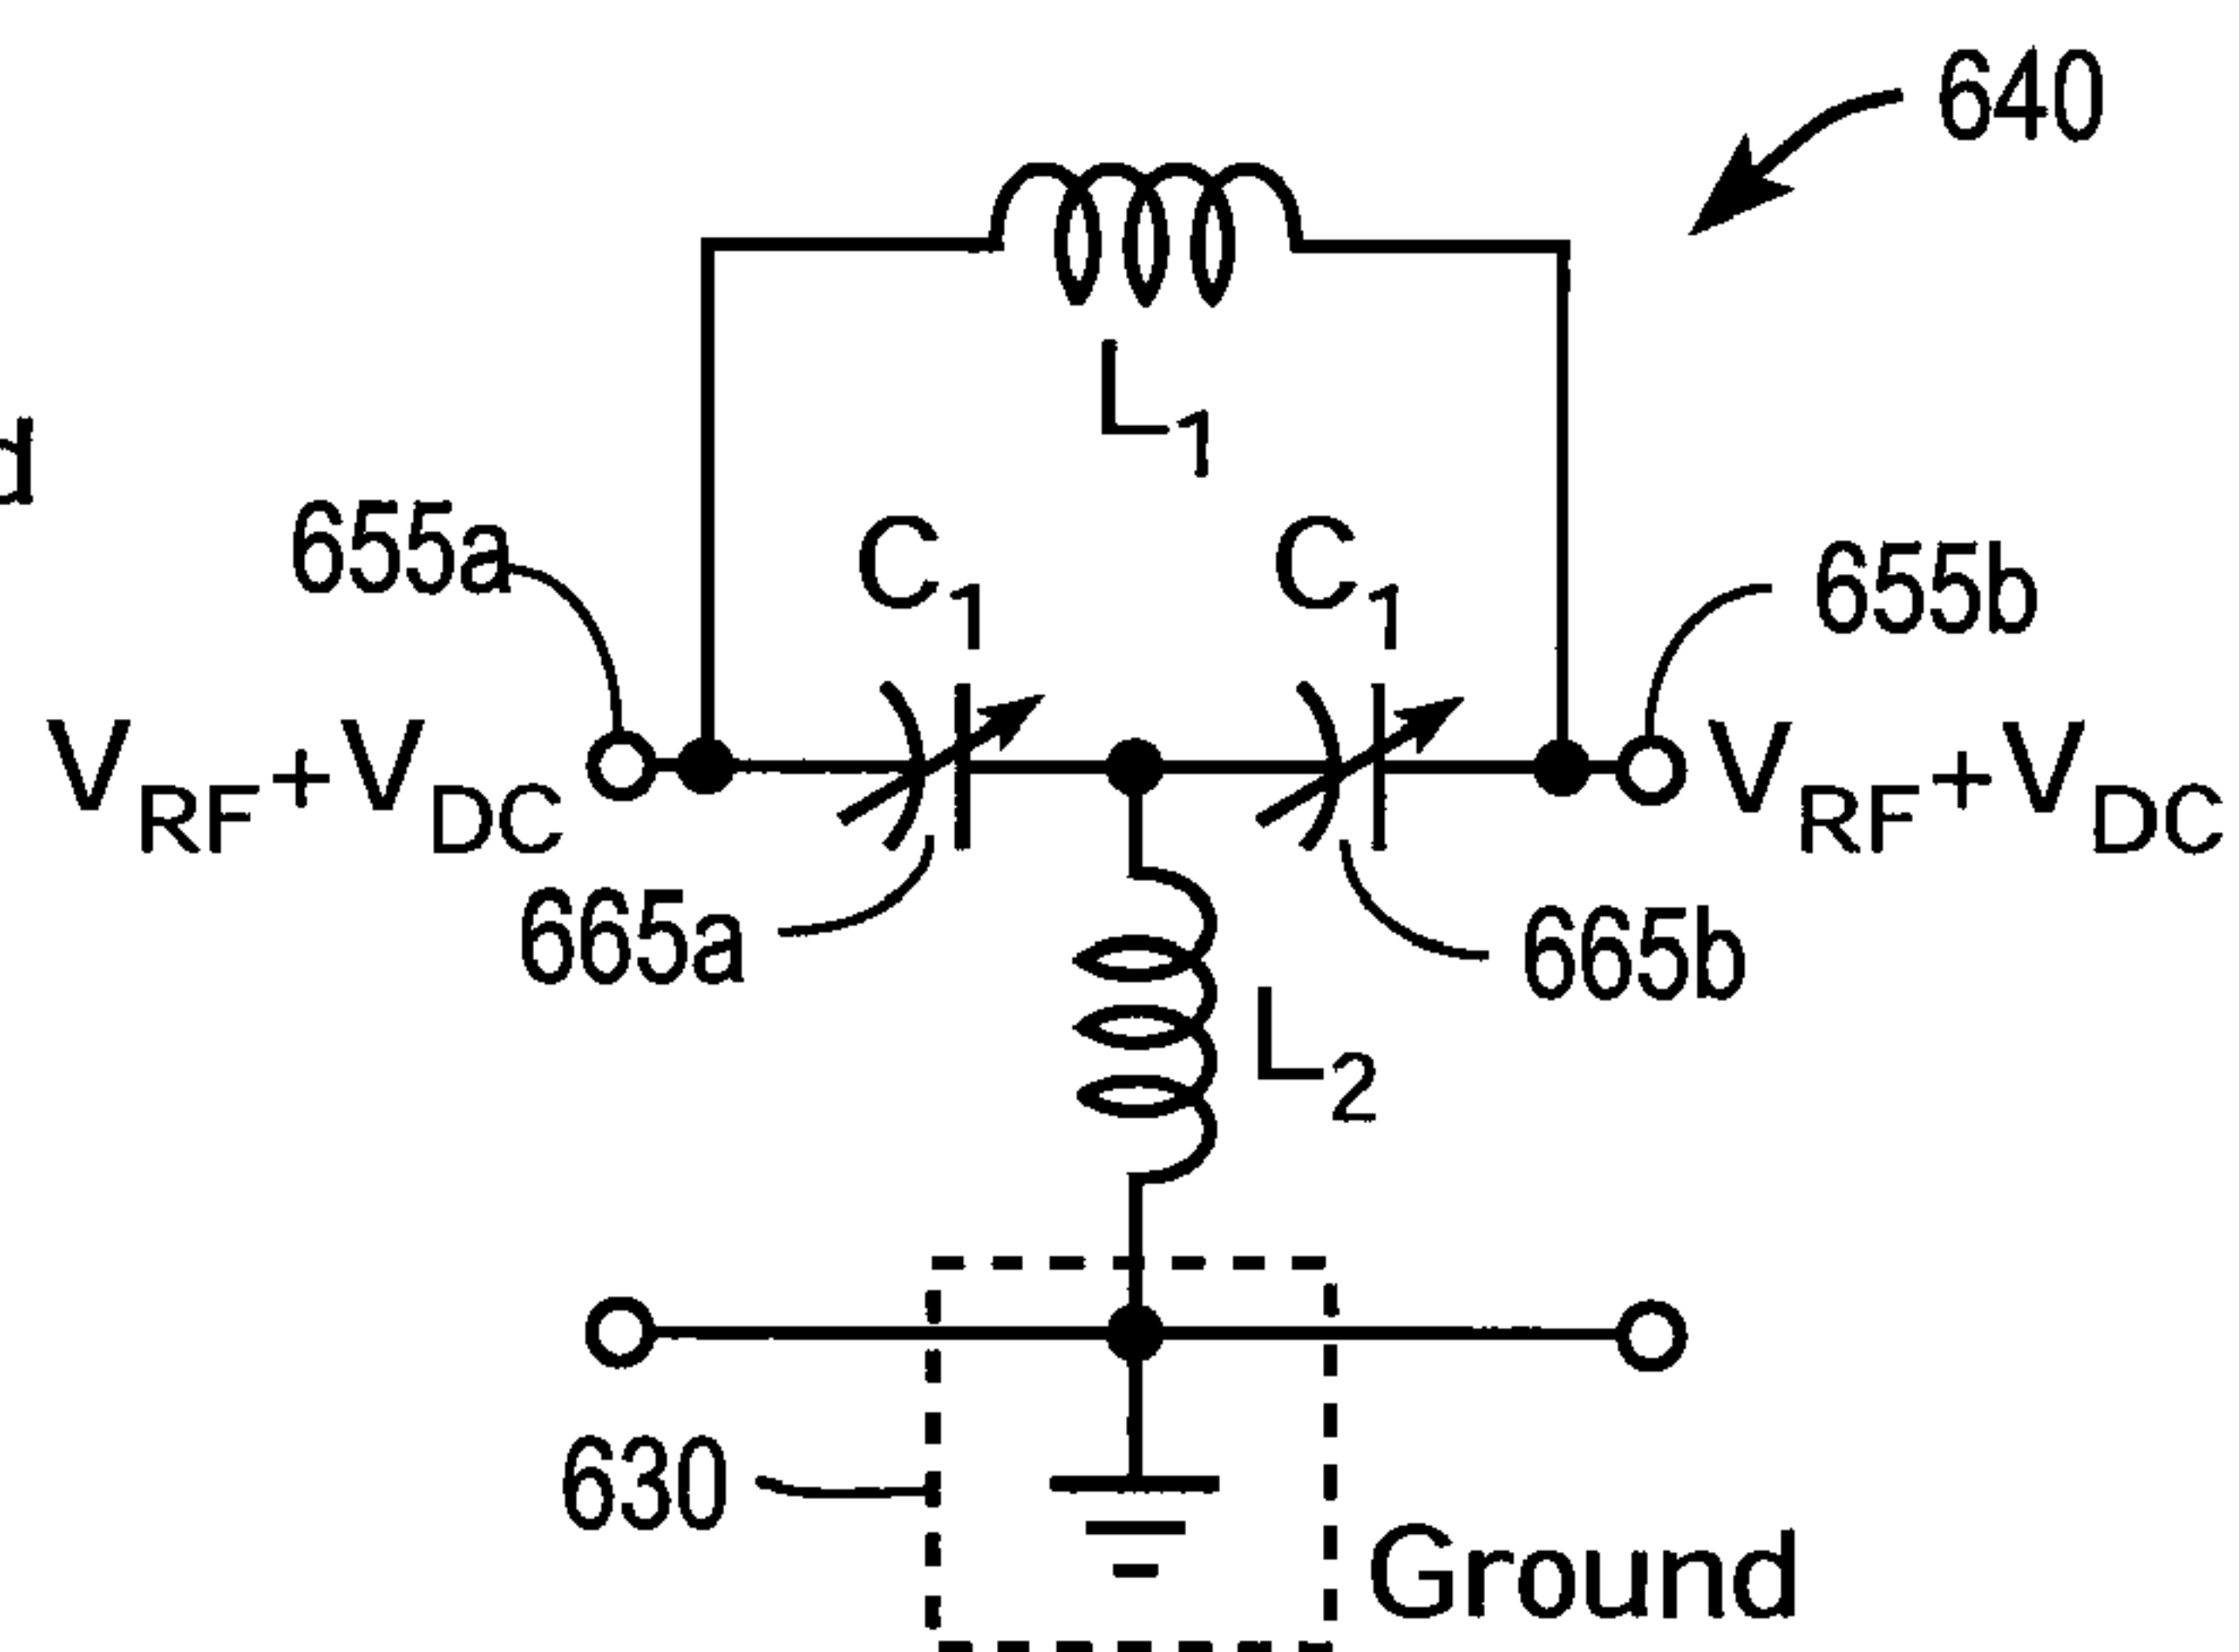 640
L1
d
655a
C1
C1
655b
VRF+VDC
VRF+VDC
665a
665b
L2
630
Ground